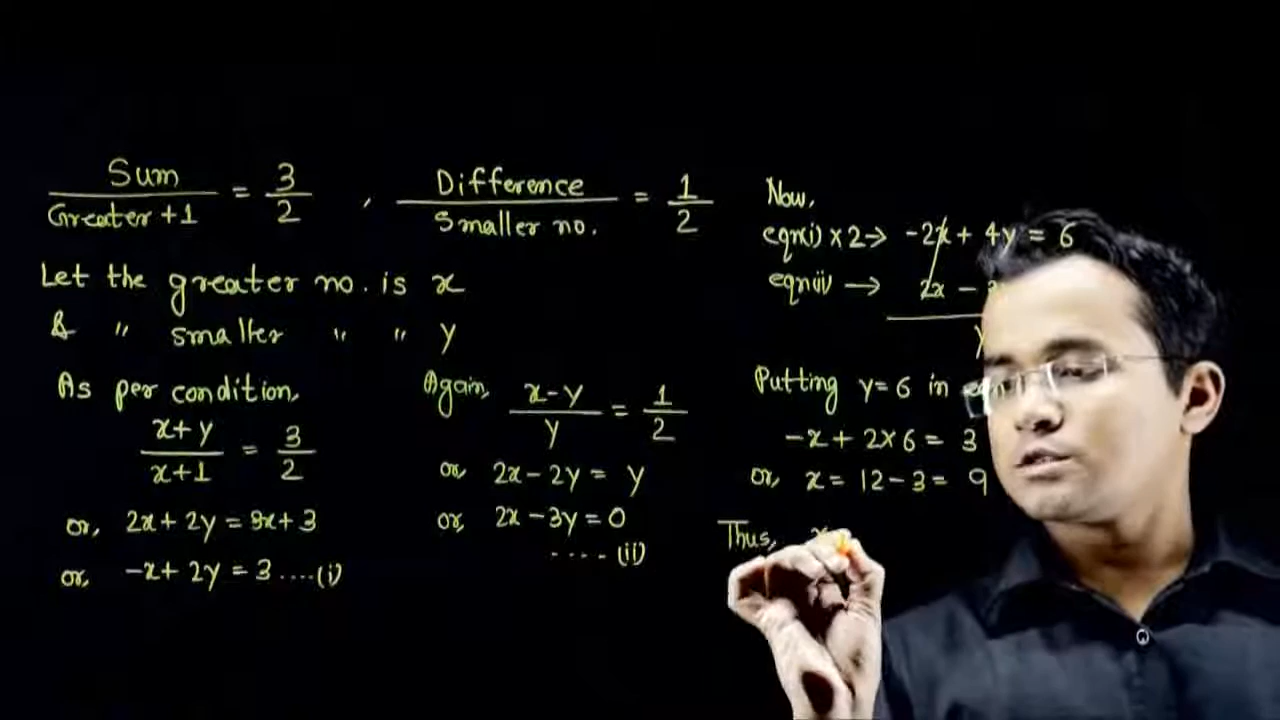 Sum / Greater +1 = 3/2 , Difference / Smaller no. = 1/2
Let the greater no. is x
& " smaller " " y
As per condition,
x+y / x+1 = 3/2
or, 2x + 2y = 3x + 3
or, -x + 2y = 3 ....(i)
Again, x-y / y = 1/2
or, 2x - 2y = y
or, 2x - 3y = 0
....(ii)
Now,
eqn(i) × 2 → -2x + 4y = 6
eqn(ii) → 2x -
y
Putting y = 6 in
-x + 2×6 = 3
or, x = 12 - 3 = 9
Thus, x